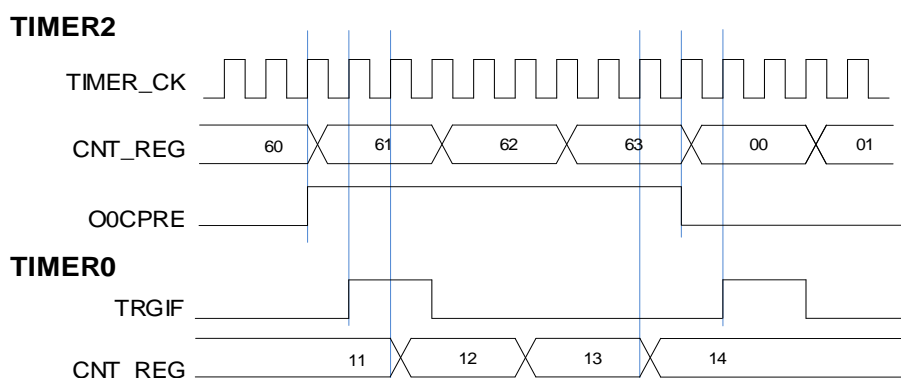 TIMER2
TIMER_CK
CNT_REG 60 61 62 63 00 01
O0CPRE
TIMER0
TRGIF
CNT_REG 11 12 13 14